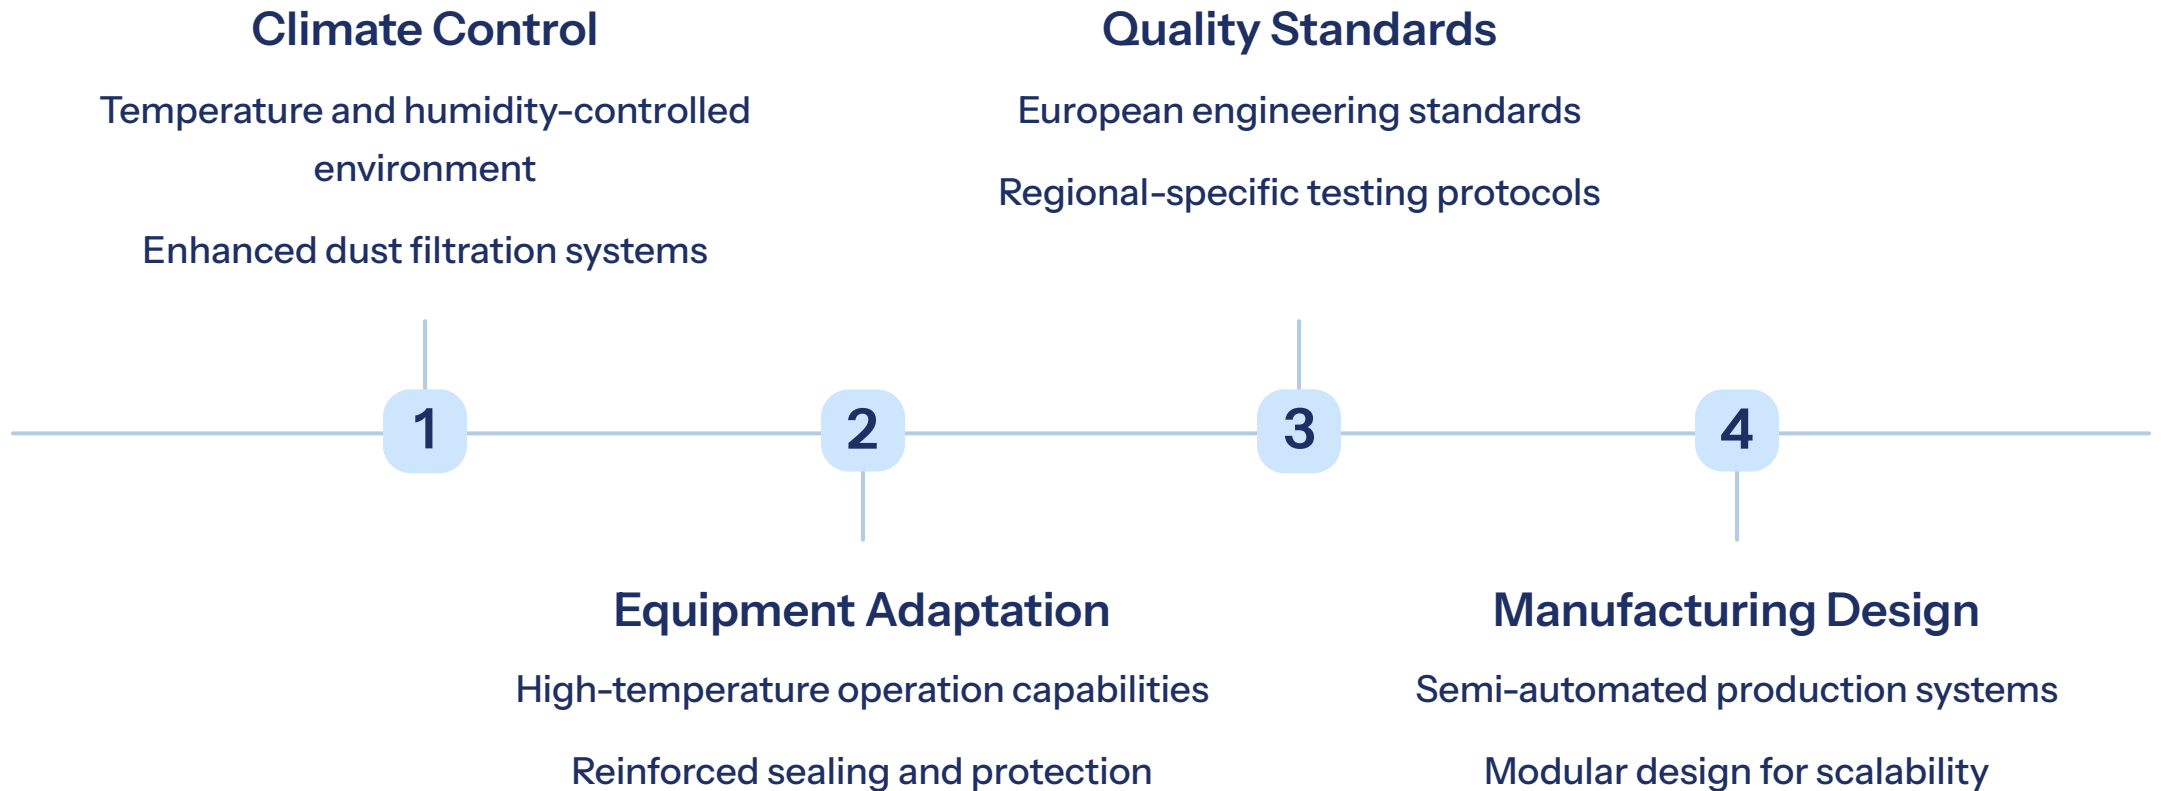 Climate Control
Temperature and humidity-controlled
environment
Enhanced dust filtration systems
1
Equipment Adaptation
High-temperature operation capabilities
Reinforced sealing and protection
2
Quality Standards
European engineering standards
Regional-specific testing protocols
3
Manufacturing Design
Semi-automated production systems
Modular design for scalability
4